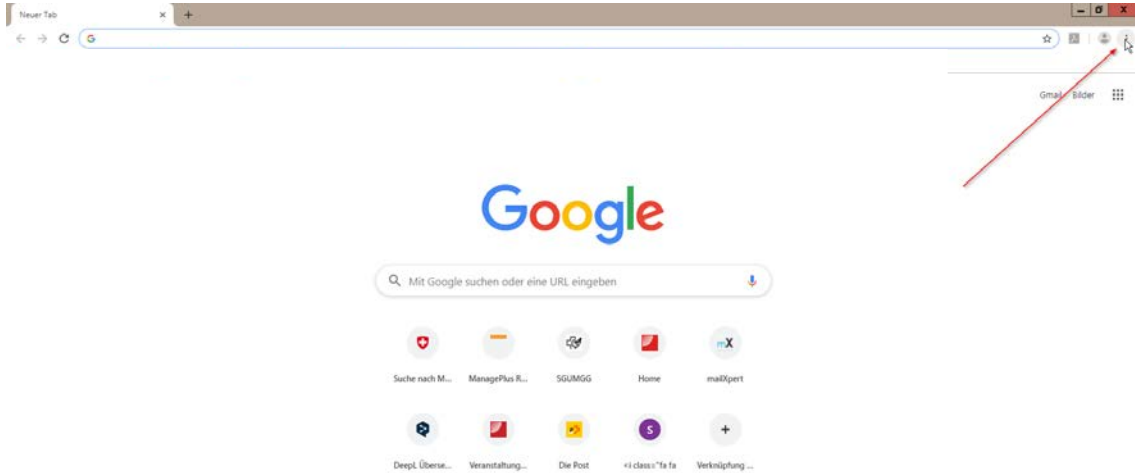 Neuer Tab
Gmail Bilder
Google
Mit Google suchen oder eine URL eingeben
mX
Suche nach M... ManagePlus R... SGUMGG Home mailXpert
S
DeepL Überse... Veranstaltung... Die Post <i class="fa fa Verknüpfung ...